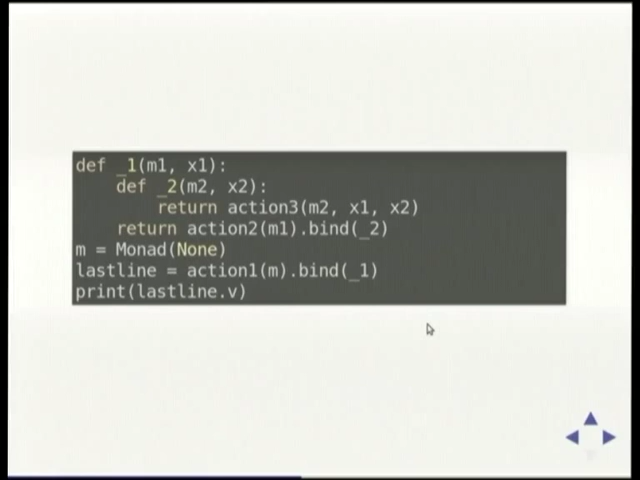 def _1(m1, x1):
    def _2(m2, x2):
        return action3(m2, x1, x2)
    return action2(m1).bind(_2)
m = Monad(None)
lastline = action1(m).bind(_1)
print(lastline.v)